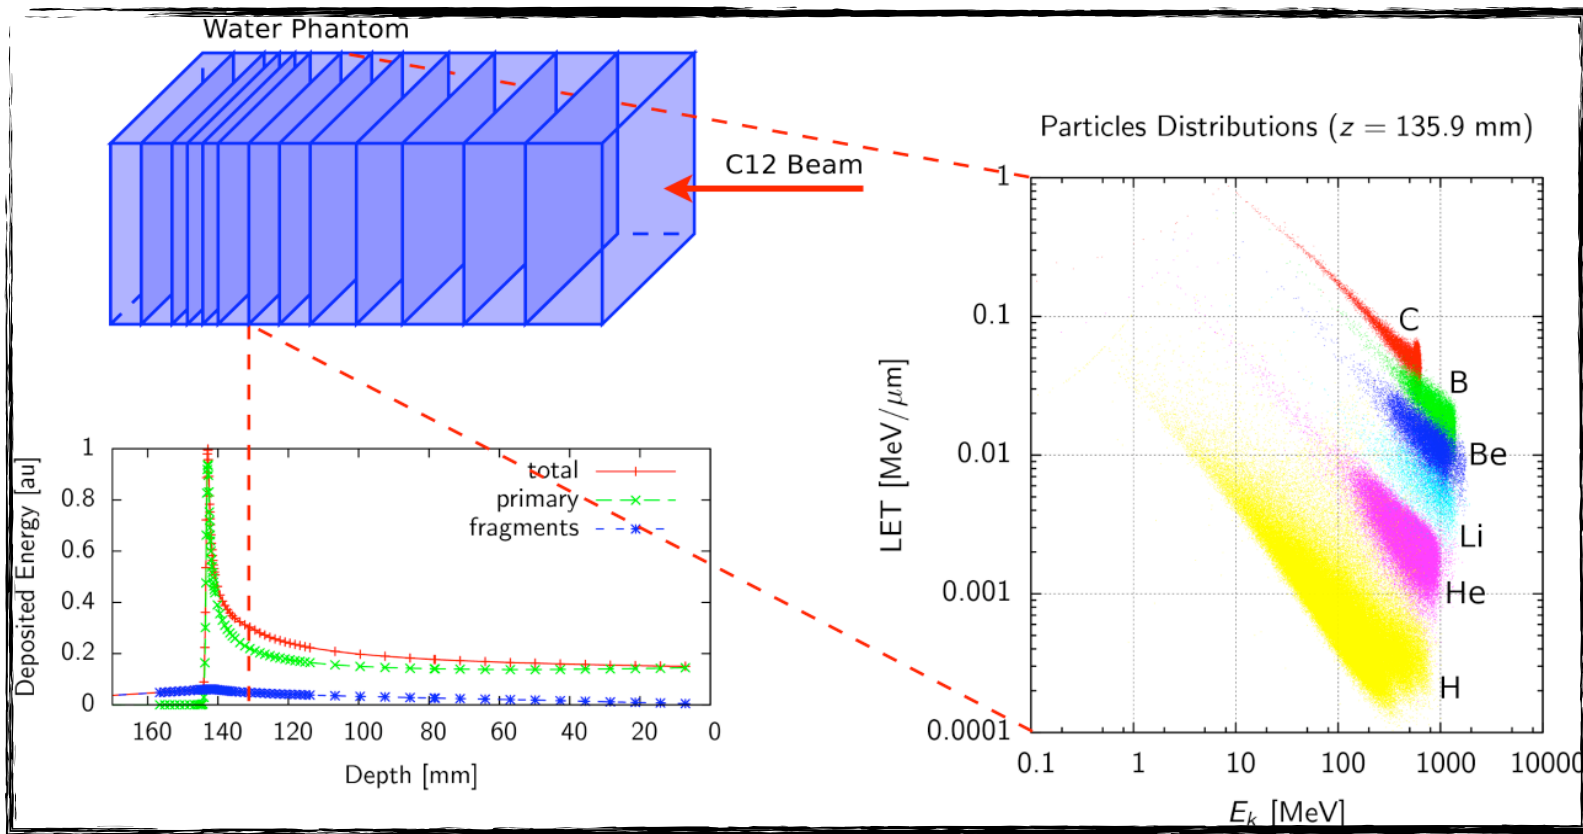 Water Phantom
C12 Beam
Particles Distributions (z = 135.9 mm)
1
0.1
0.01
0.001
0.0001
LET [MeV/μm]
C
B
Be
Li
He
H
0.1 1 10 100 1000 10000
E_k [MeV]
1
0.8
0.6
0.4
0.2
0
Deposited Energy [au]
total
primary
fragments
160 140 120 100 80 60 40 20 0
Depth [mm]